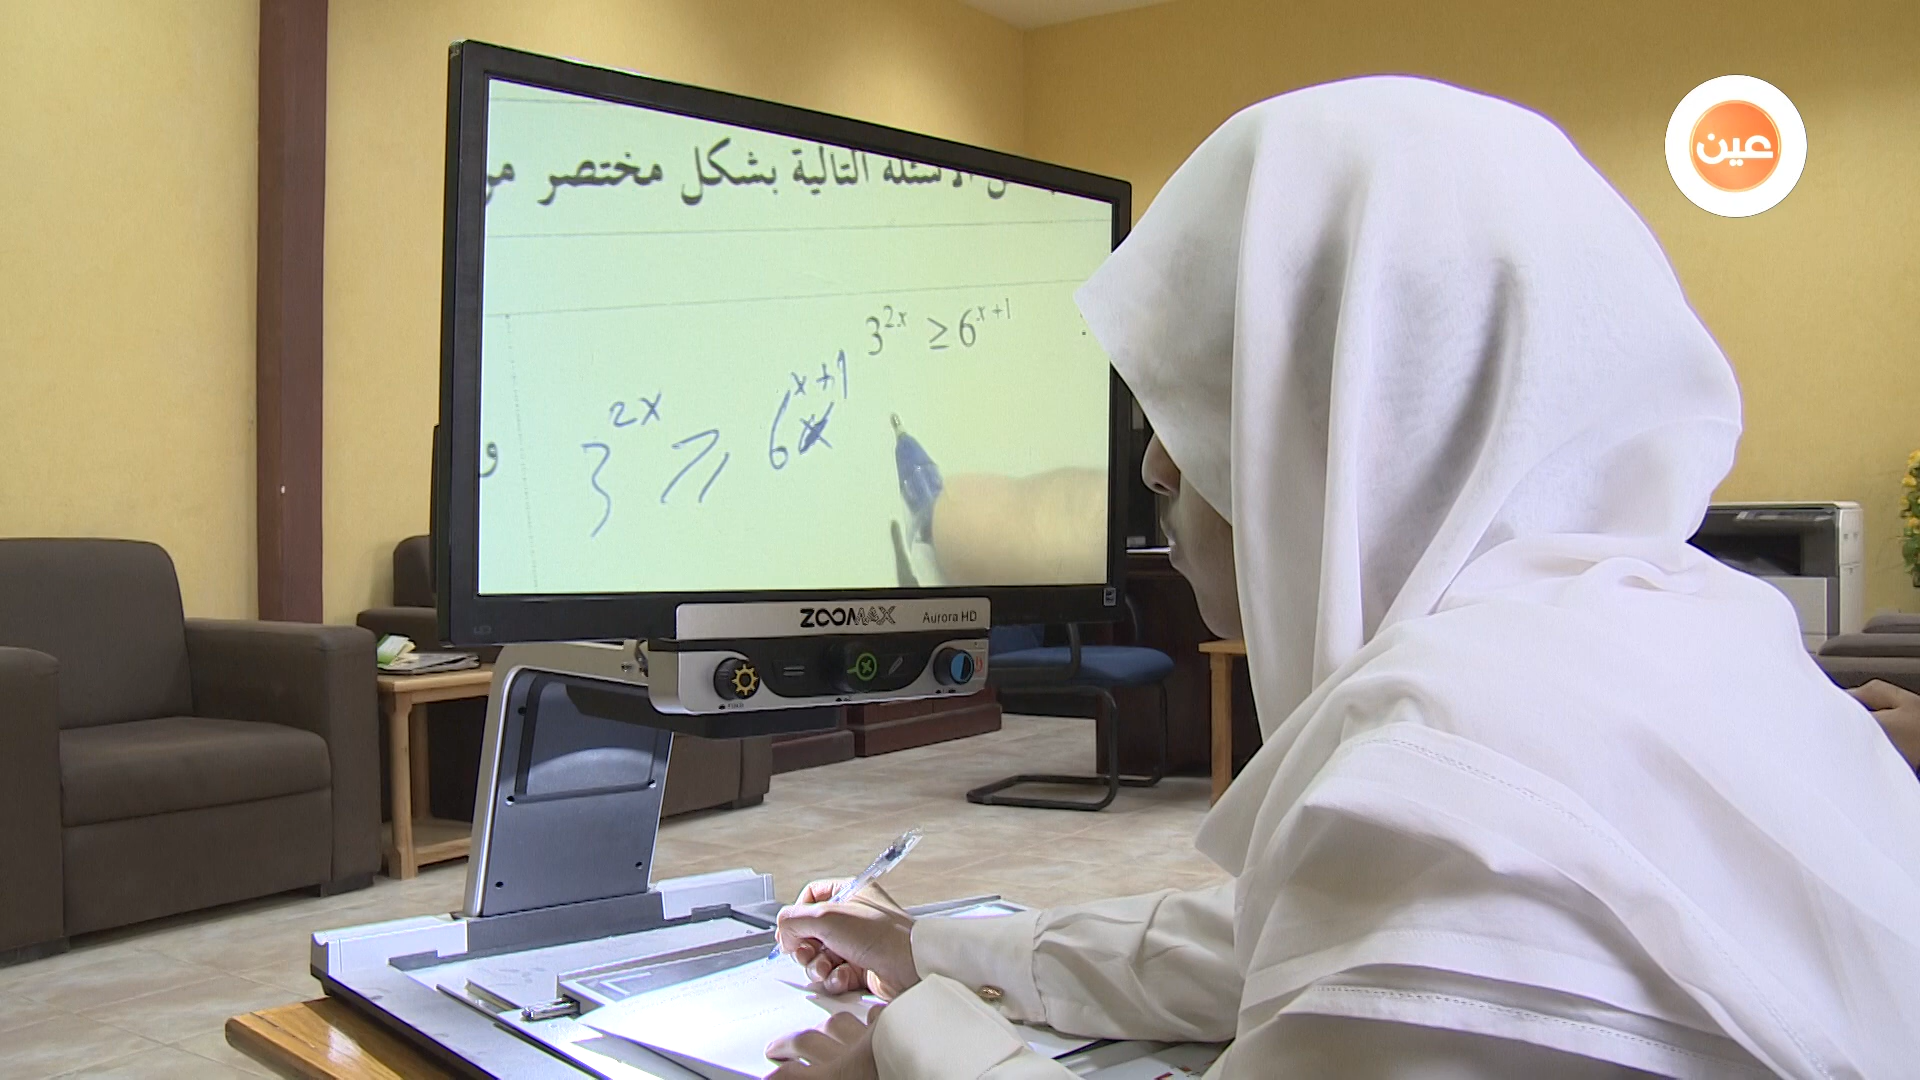 الأسئلة التالية بشكل مختصر
3^{2x} ≥ 6^{x+1}
3^{2x} ≥ 6^{x+1}
و
ZOOMAX Aurora HD
عين